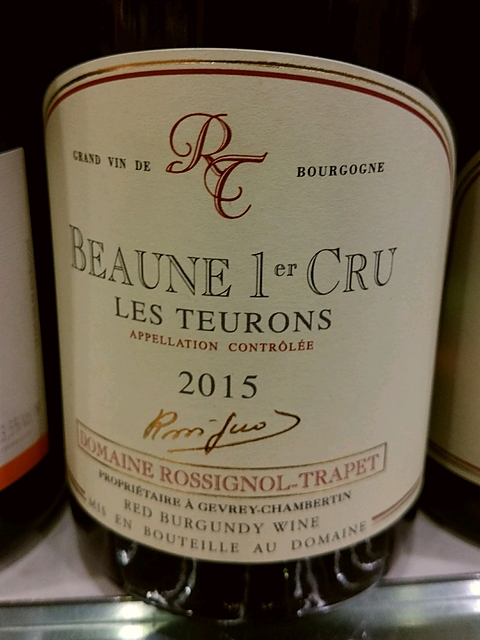 RT
GRAND VIN DE BOURGOGNE
BEAUNE 1er CRU
LES TEURONS
APPELLATION CONTRÔLÉE
2015
Rossignol
DOMAINE ROSSIGNOL-TRAPET
PROPRIÉTAIRE À GEVREY-CHAMBERTIN
RED BURGUNDY WINE
MIS EN BOUTEILLE AU DOMAINE